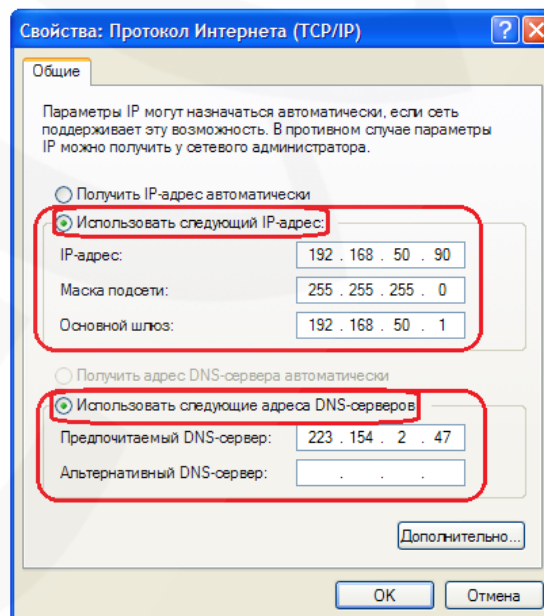 Свойства: Протокол Интернета (TCP/IP)
Общие
Параметры IP могут назначаться автоматически, если сеть
поддерживает эту возможность. В противном случае параметры
IP можно получить у сетевого администратора.
Получить IP-адрес автоматически
Использовать следующий IP-адрес:
IP-адрес: 192 . 168 . 50 . 90
Маска подсети: 255 . 255 . 255 . 0
Основной шлюз: 192 . 168 . 50 . 1
Получить адрес DNS-сервера автоматически
Использовать следующие адреса DNS-серверов
Предпочитаемый DNS-сервер: 223 . 154 . 2 . 47
Альтернативный DNS-сервер: . . .
Дополнительно...
OK Отмена